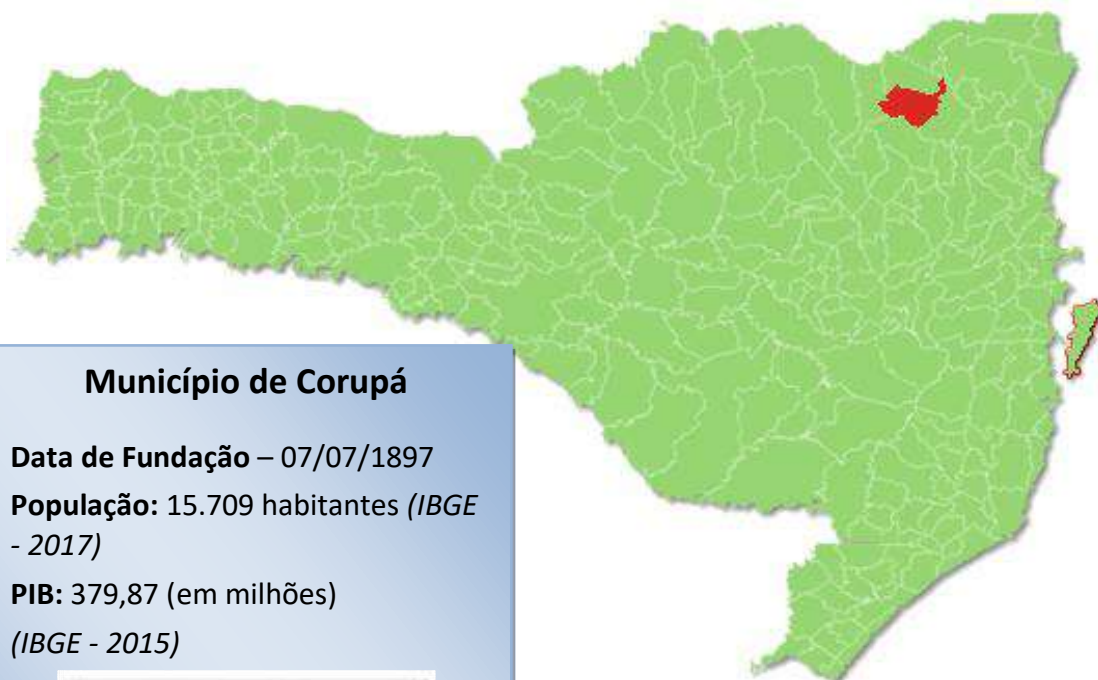 Município de Corupá
Data de Fundação – 07/07/1897
População: 15.709 habitantes (IBGE
- 2017)
PIB: 379,87 (em milhões)
(IBGE - 2015)